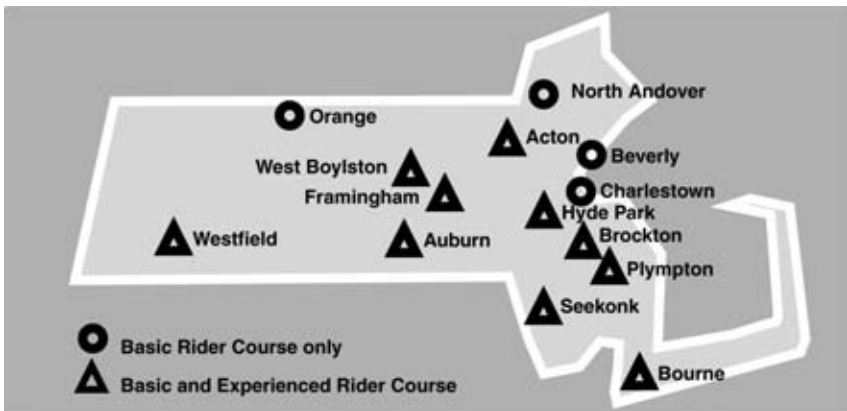 North Andover
Orange
Acton
Beverly
West Boylston
Framingham
Charlestown
Hyde Park
Westfield
Auburn
Brockton
Plympton
Seekonk
Basic Rider Course only
Bourne
Basic and Experienced Rider Course